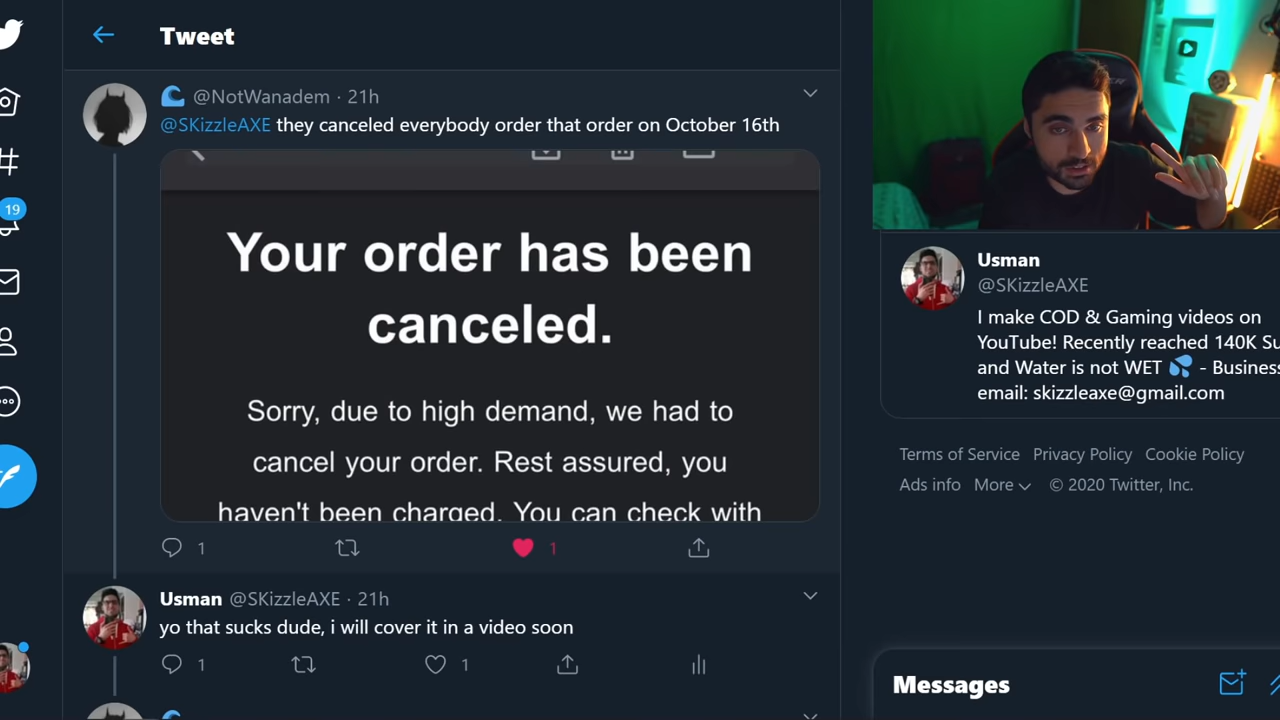 Tweet
@NotWanadem · 21h
@SKizzleAXE they canceled everybody order that order on October 16th
Your order has been
canceled.
Sorry, due to high demand, we had to
cancel your order. Rest assured, you
haven't been charged. You can check with
1
1
Usman @SKizzleAXE · 21h
yo that sucks dude, i will cover it in a video soon
1
1
19
Usman
@SKizzleAXE
I make COD & Gaming videos on
YouTube! Recently reached 140K Su
and Water is not WET - Business
email: skizzleaxe@gmail.com
Terms of Service Privacy Policy Cookie Policy
Ads info More © 2020 Twitter, Inc.
Messages